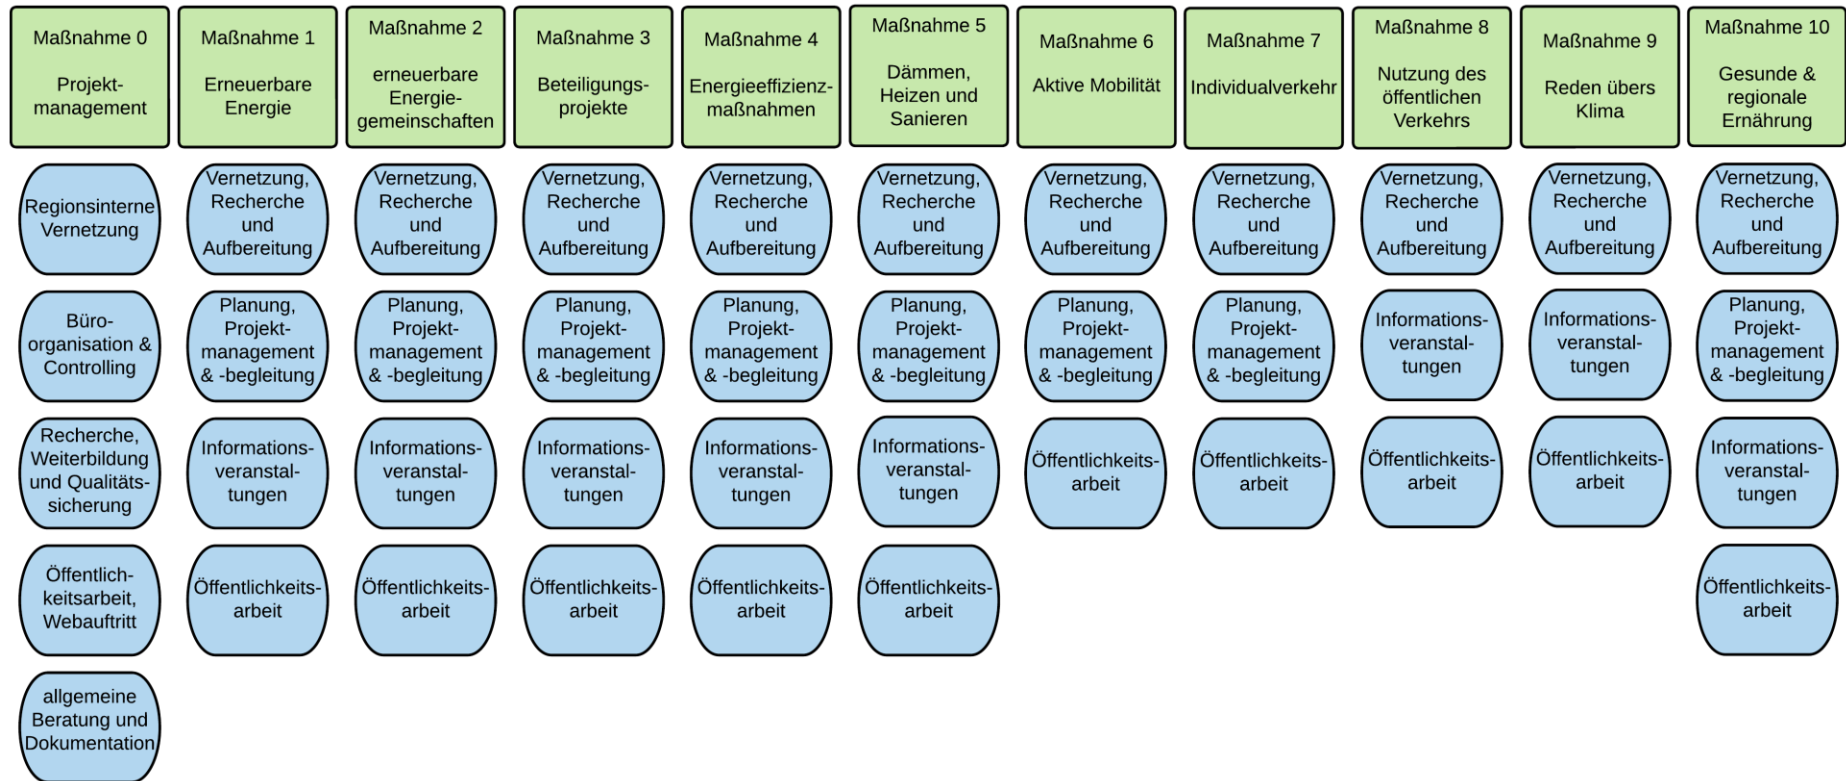 Maßnahme 0
Projekt-
management
Maßnahme 1
Erneuerbare
Energie
Maßnahme 2
erneuerbare
Energie-
gemeinschaften
Maßnahme 3
Beteiligungs-
projekte
Maßnahme 4
Energieeffizienz-
maßnahmen
Maßnahme 5
Dämmen,
Heizen und
Sanieren
Maßnahme 6
Aktive Mobilität
Maßnahme 7
Individualverkehr
Maßnahme 8
Nutzung des
öffentlichen
Verkehrs
Maßnahme 9
Reden übers
Klima
Maßnahme 10
Gesunde &
regionale
Ernährung
Regionsinterne
Vernetzung
Vernetzung,
Recherche
und
Aufbereitung
Vernetzung,
Recherche
und
Aufbereitung
Vernetzung,
Recherche
und
Aufbereitung
Vernetzung,
Recherche
und
Aufbereitung
Vernetzung,
Recherche
und
Aufbereitung
Vernetzung,
Recherche
und
Aufbereitung
Vernetzung,
Recherche
und
Aufbereitung
Vernetzung,
Recherche
und
Aufbereitung
Vernetzung,
Recherche
und
Aufbereitung
Vernetzung,
Recherche
und
Aufbereitung
Büro-
organisation &
Controlling
Planung,
Projekt-
management
& -begleitung
Planung,
Projekt-
management
& -begleitung
Planung,
Projekt-
management
& -begleitung
Planung,
Projekt-
management
& -begleitung
Planung,
Projekt-
management
& -begleitung
Planung,
Projekt-
management
& -begleitung
Planung,
Projekt-
management
& -begleitung
Informations-
veranstal-
tungen
Informations-
veranstal-
tungen
Planung,
Projekt-
management
& -begleitung
Recherche,
Weiterbildung
und Qualitäts-
sicherung
Informations-
veranstal-
tungen
Informations-
veranstal-
tungen
Informations-
veranstal-
tungen
Informations-
veranstal-
tungen
Informations-
veranstal-
tungen
Öffentlichkeits-
arbeit
Öffentlichkeits-
arbeit
Öffentlichkeits-
arbeit
Öffentlichkeits-
arbeit
Informations-
veranstal-
tungen
Öffentlich-
keitsarbeit,
Webauftritt
Öffentlichkeits-
arbeit
Öffentlichkeits-
arbeit
Öffentlichkeits-
arbeit
Öffentlichkeits-
arbeit
Öffentlichkeits-
arbeit
Öffentlichkeits-
arbeit
allgemeine
Beratung und
Dokumentation